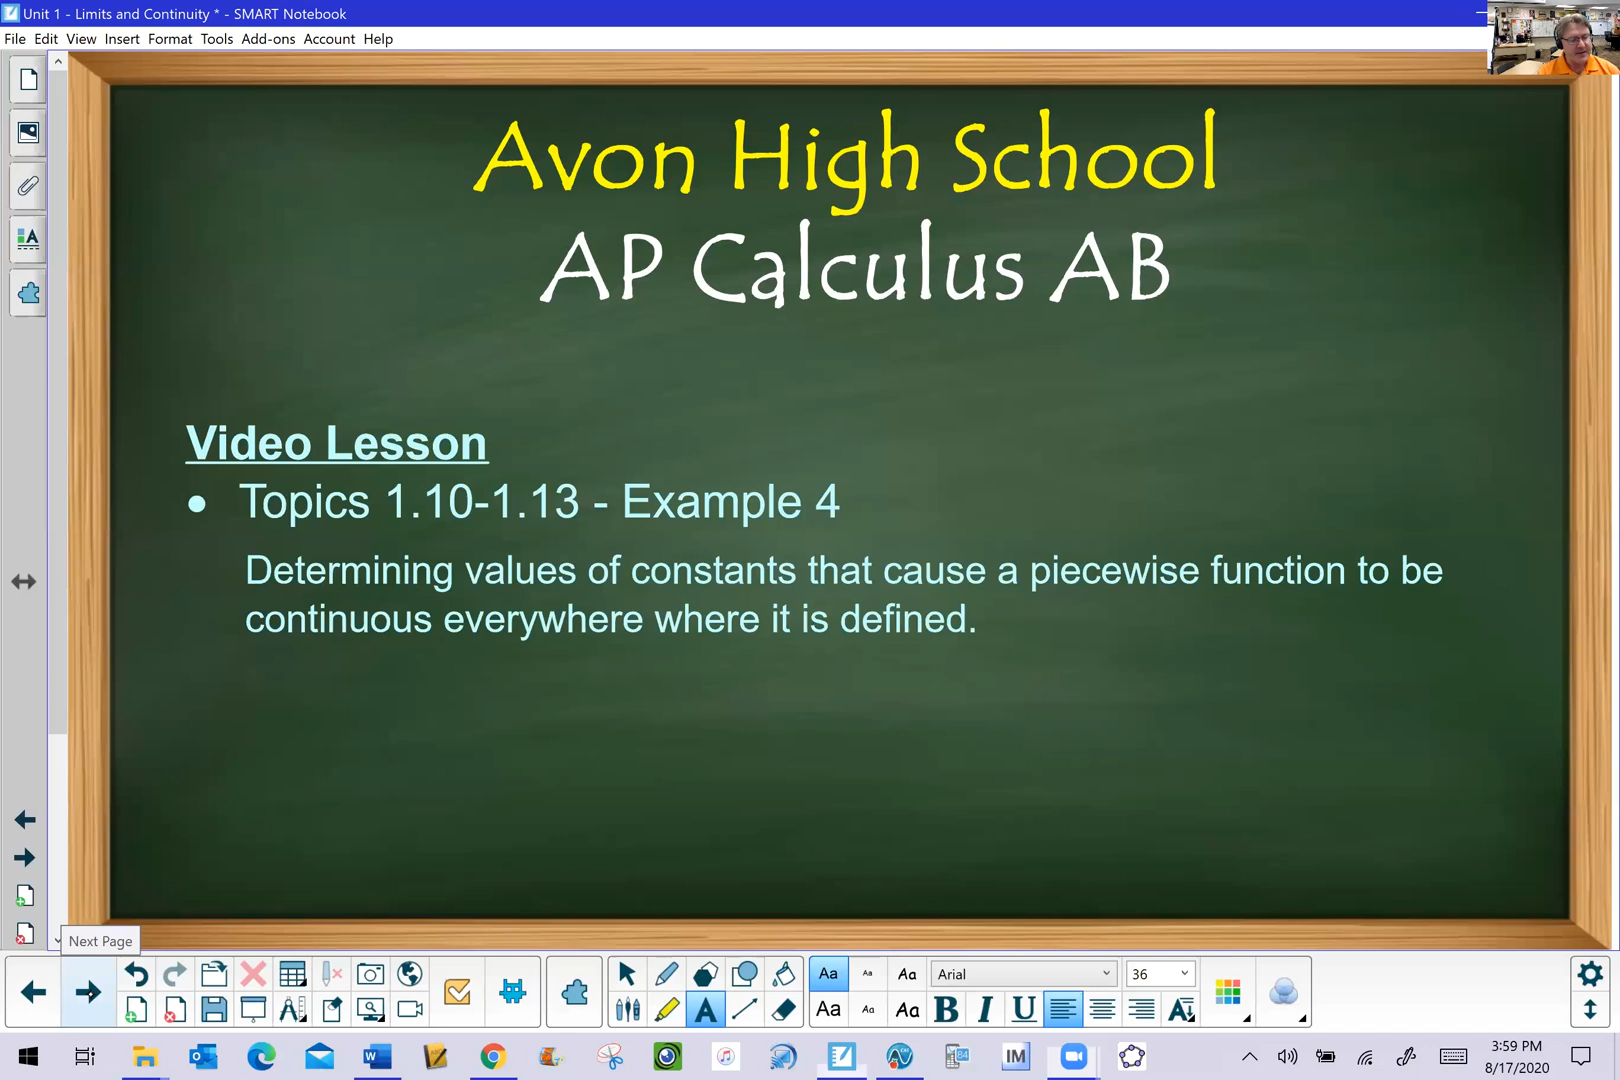 Unit 1 - Limits and Continuity * - SMART Notebook
File Edit View Insert Format Tools Add-ons Account Help
Avon High School
AP Calculus AB
Video Lesson
• Topics 1.10-1.13 - Example 4
Determining values of constants that cause a piecewise function to be
continuous everywhere where it is defined.
Next Page
Aa Aa Aa Arial 36
A Aa Aa Aa B I U
W IM
3:59 PM
8/17/2020